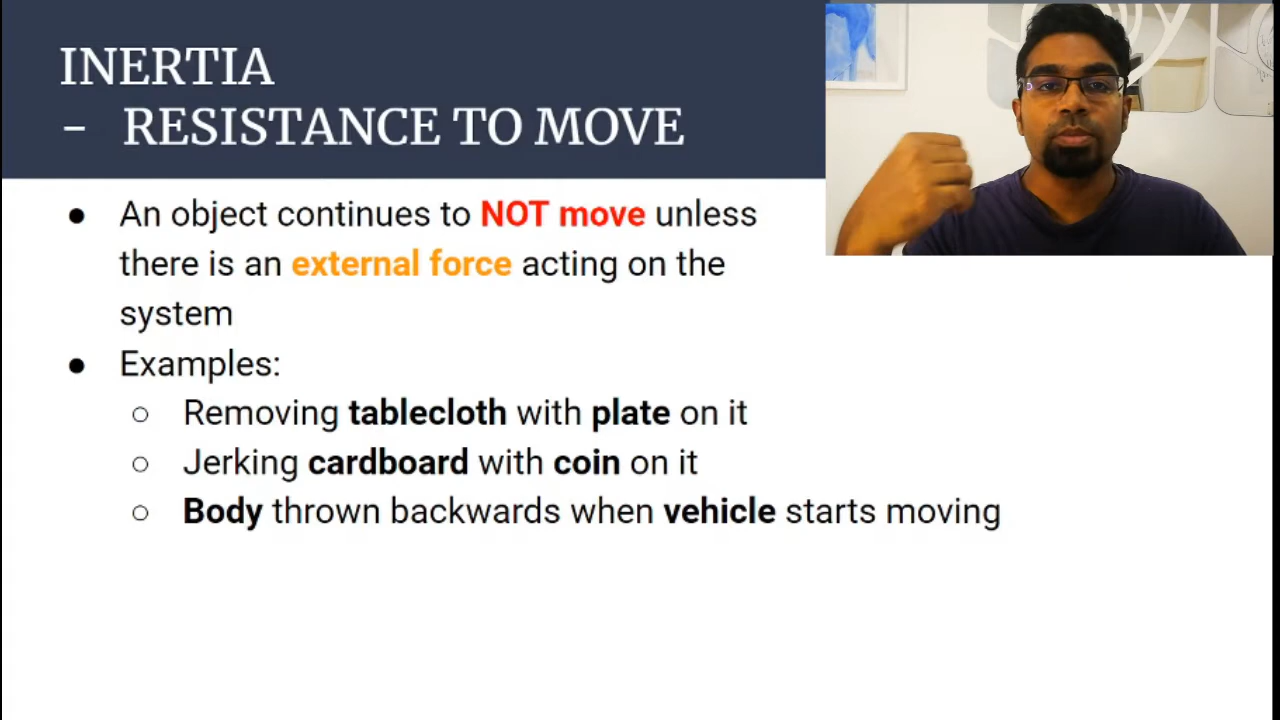 INERTIA
- RESISTANCE TO MOVE
● An object continues to NOT move unless
there is an external force acting on the
system
● Examples:
○ Removing tablecloth with plate on it
○ Jerking cardboard with coin on it
○ Body thrown backwards when vehicle starts moving